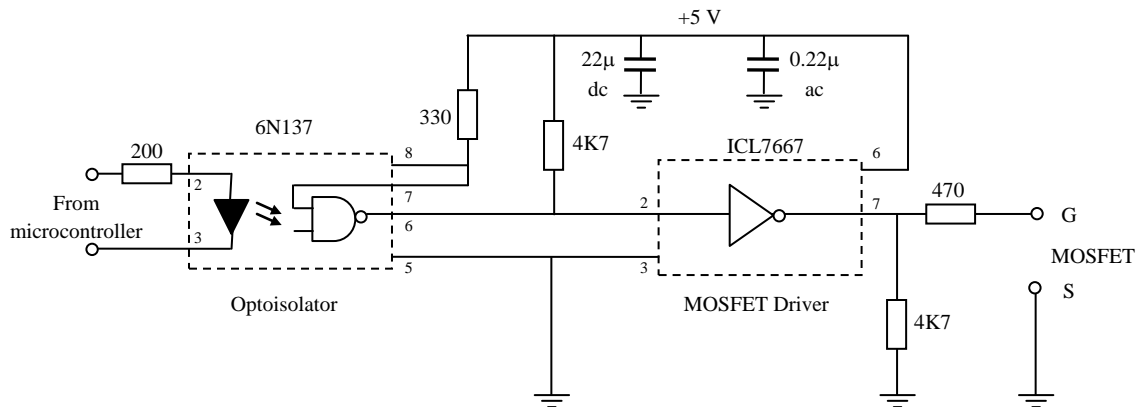 +5 V
22µ
dc
0.22µ
ac
330
6N137
4K7
ICL7667
200
8
6
2
7
470
From
microcontroller
7
2
G
6
MOSFET
3
5
3
S
Optoisolator
MOSFET Driver
4K7